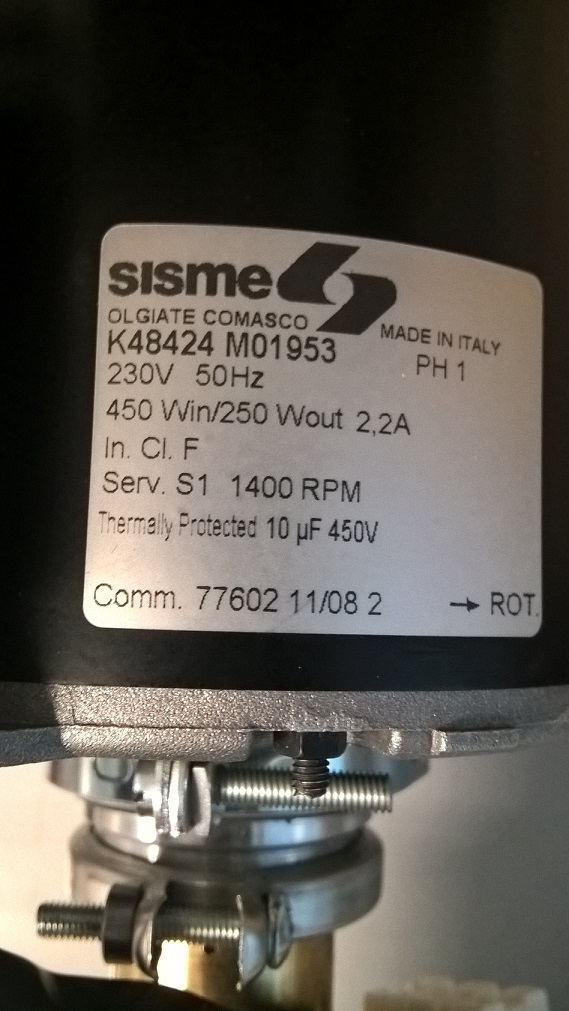 sisme
OLGIATE COMASCO
MADE IN ITALY
K48424 M01953
PH 1
230V 50Hz
450 Win/250 Wout 2,2A
In. Cl. F
Serv. S1 1400 RPM
Thermally Protected 10 µF 450V
Comm. 77602 11/08 2 → ROT.